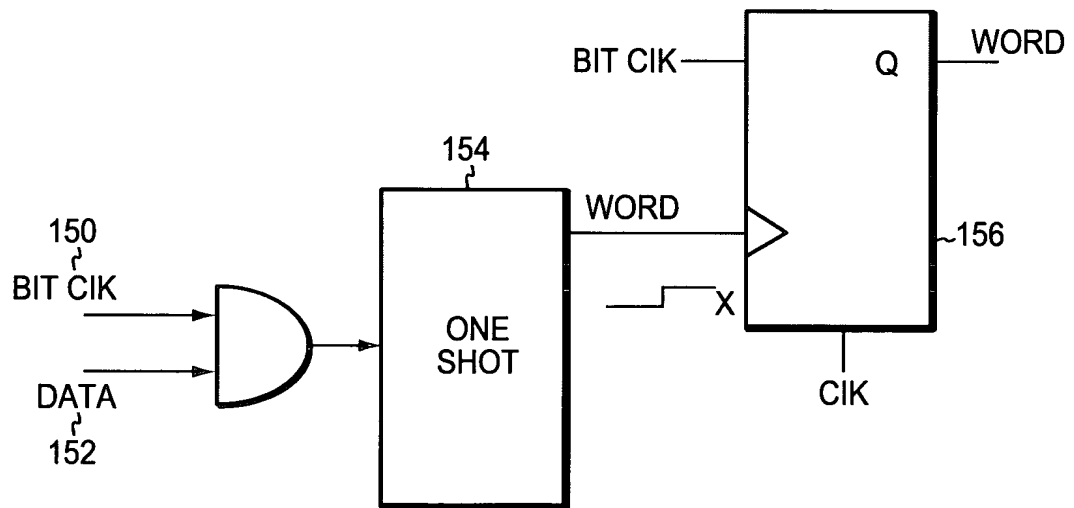 BIT CIK
Q
WORD
154
WORD
156
150
BIT CIK
ONE
SHOT
X
CIK
DATA
152